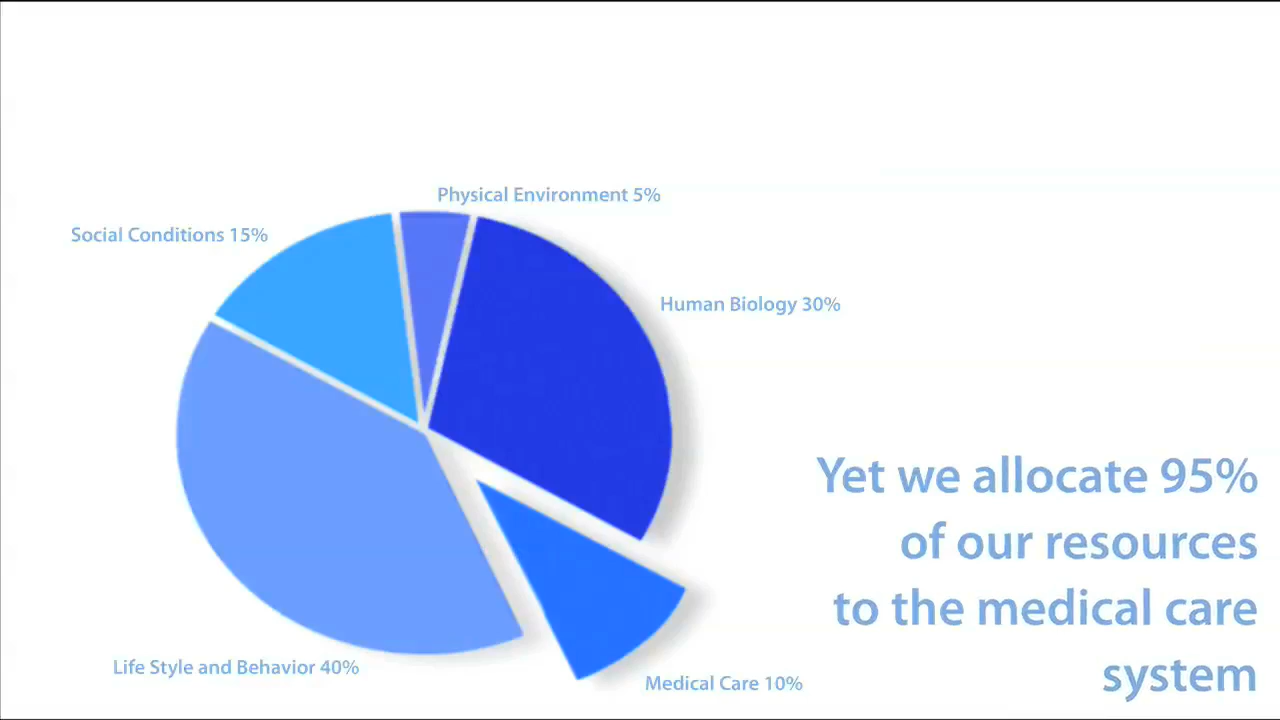 Physical Environment 5%
Social Conditions 15%
Human Biology 30%
Yet we allocate 95%
of our resources
to the medical care
system
Life Style and Behavior 40%
Medical Care 10%